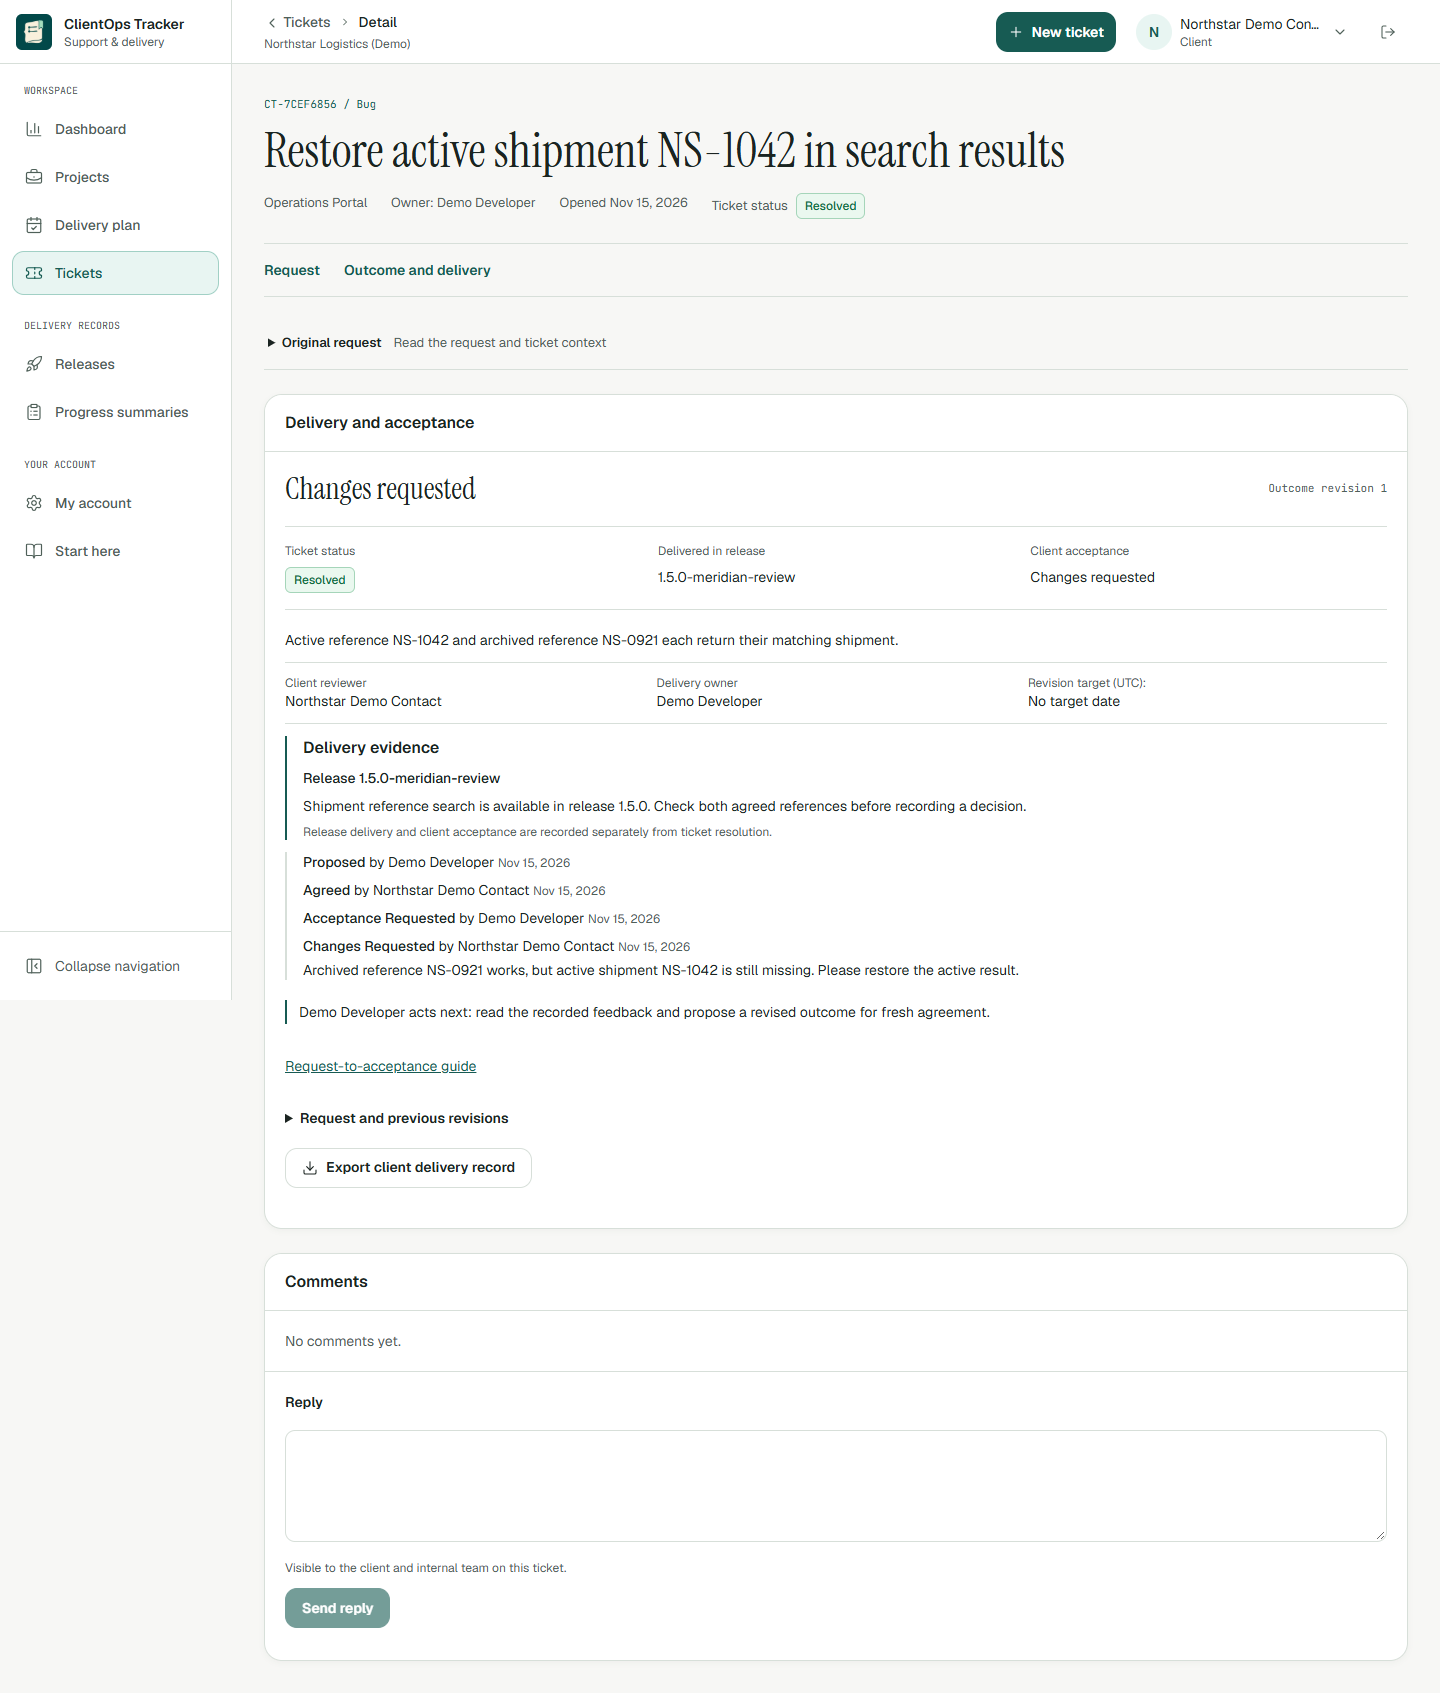 ClientOps Tracker
Support & delivery
Tickets > Detail
Northstar Logistics (Demo)
+ New ticket
N
Northstar Demo Con...
Client
WORKSPACE
Dashboard
Projects
Delivery plan
Tickets
DELIVERY RECORDS
Releases
Progress summaries
YOUR ACCOUNT
My account
Start here
Collapse navigation
CT-7CEF6856 / Bug
Restore active shipment NS-1042 in search results
Operations Portal Owner: Demo Developer Opened Nov 15, 2026 Ticket status Resolved
Request Outcome and delivery
Original request Read the request and ticket context
Delivery and acceptance
Changes requested Outcome revision 1
Ticket status Delivered in release Client acceptance
Resolved 1.5.0-meridian-review Changes requested
Active reference NS-1042 and archived reference NS-0921 each return their matching shipment.
Client reviewer Delivery owner Revision target (UTC):
Northstar Demo Contact Demo Developer No target date
Delivery evidence
Release 1.5.0-meridian-review
Shipment reference search is available in release 1.5.0. Check both agreed references before recording a decision.
Release delivery and client acceptance are recorded separately from ticket resolution.
Proposed by Demo Developer Nov 15, 2026
Agreed by Northstar Demo Contact Nov 15, 2026
Acceptance Requested by Demo Developer Nov 15, 2026
Changes Requested by Northstar Demo Contact Nov 15, 2026
Archived reference NS-0921 works, but active shipment NS-1042 is still missing. Please restore the active result.
Demo Developer acts next: read the recorded feedback and propose a revised outcome for fresh agreement.
Request-to-acceptance guide
Request and previous revisions
Export client delivery record
Comments
No comments yet.
Reply
Visible to the client and internal team on this ticket.
Send reply